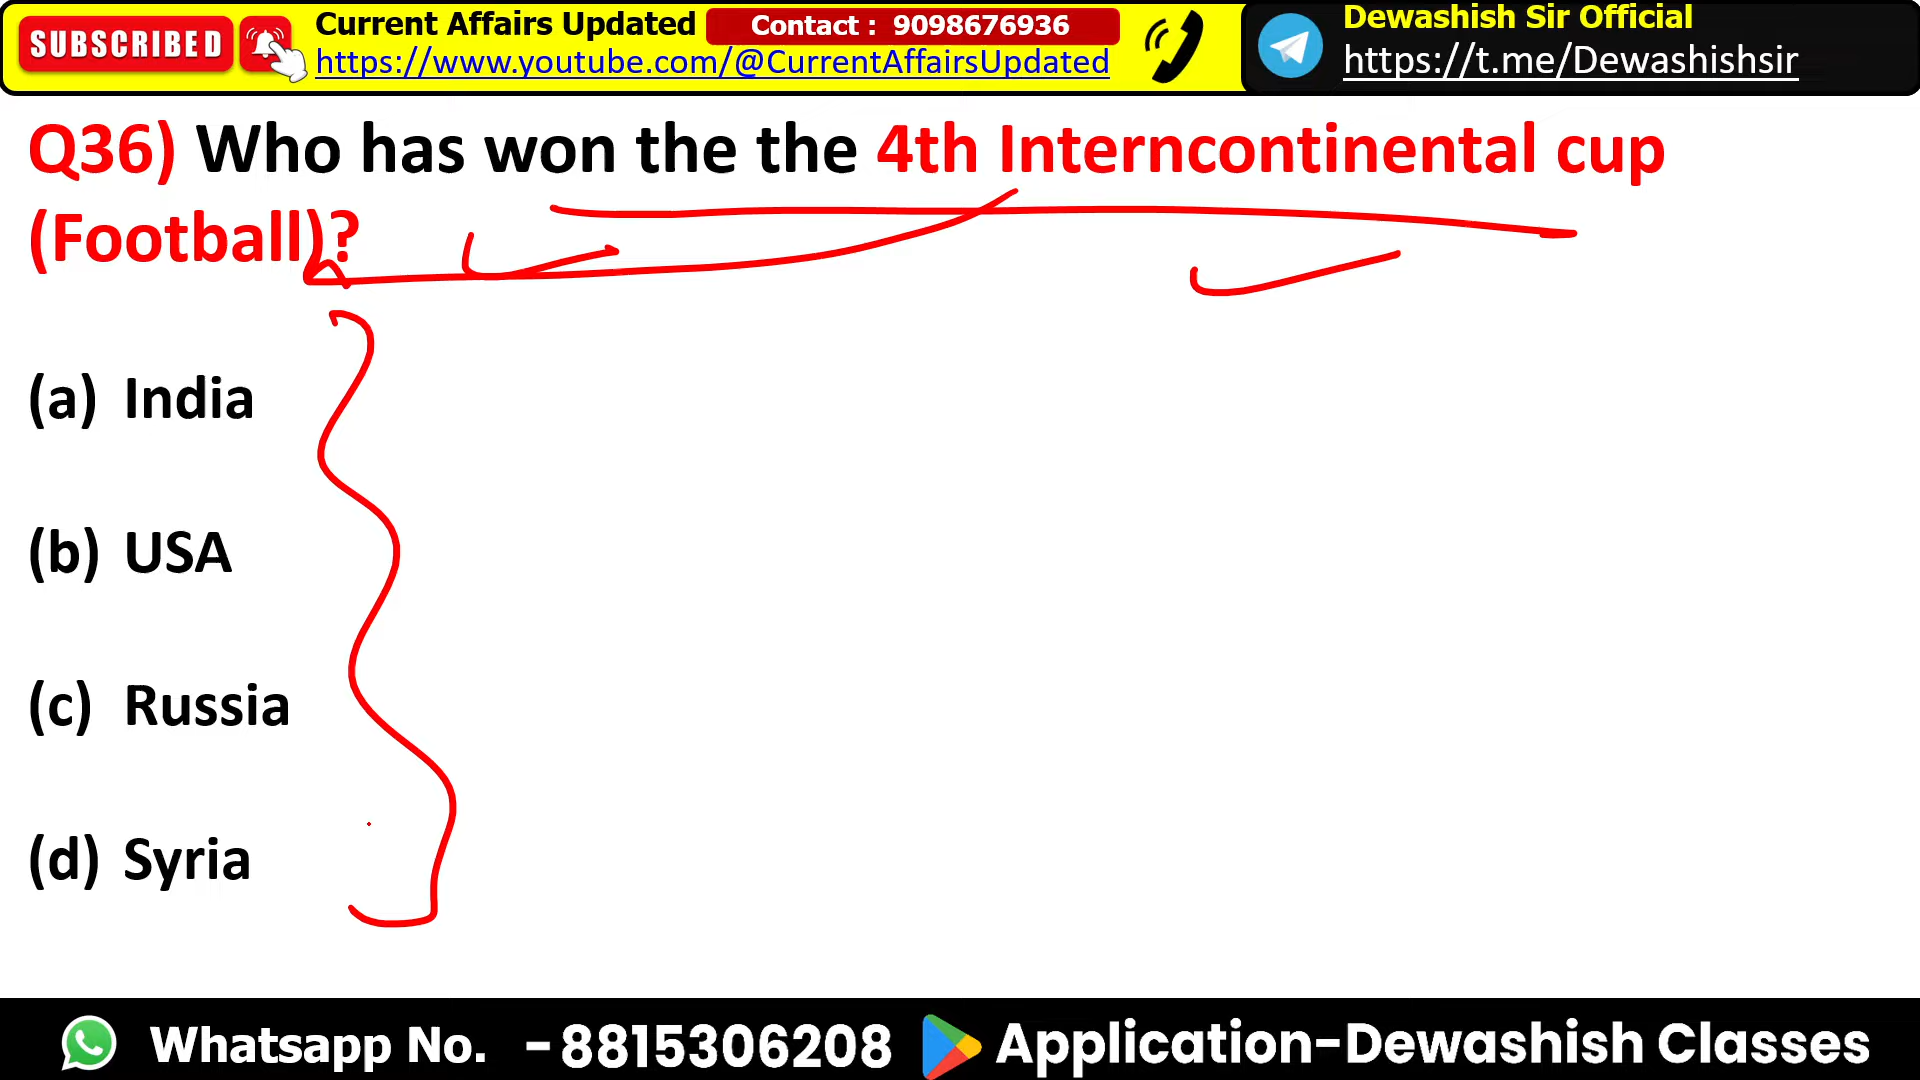 SUBSCRIBED
Current Affairs Updated
Contact : 9098676936
https://www.youtube.com/@CurrentAffairsUpdated
Dewashish Sir Official
https://t.me/Dewashishsir
Q36) Who has won the the 4th Interncontinental cup
(Football)?
(a) India
(b) USA
(c) Russia
(d) Syria
Whatsapp No. -8815306208
Application-Dewashish Classes